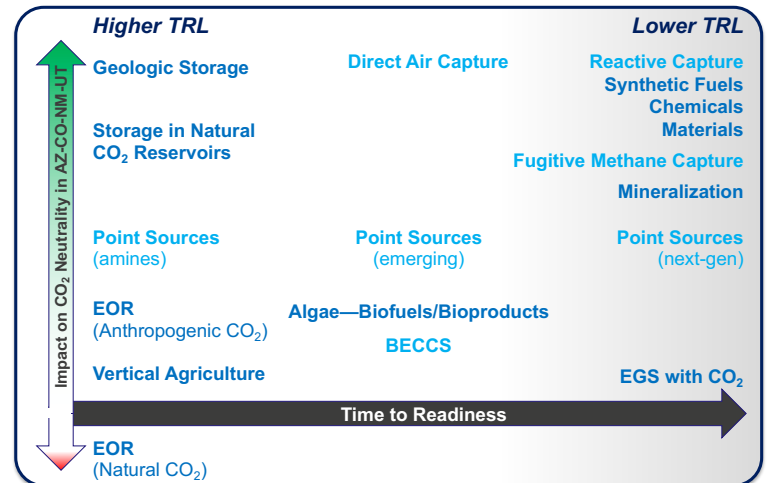 Higher TRL
Lower TRL
Impact on CO₂ Neutrality in AZ-CO-NM-UT
Geologic Storage
Direct Air Capture
Reactive Capture
Synthetic Fuels
Chemicals
Materials
Storage in Natural
CO₂ Reservoirs
Fugitive Methane Capture
Mineralization
Point Sources
(amines)
Point Sources
(emerging)
Point Sources
(next-gen)
EOR
(Anthropogenic CO₂)
Algae—Biofuels/Bioproducts
BECCS
Vertical Agriculture
EGS with CO₂
Time to Readiness
EOR
(Natural CO₂)